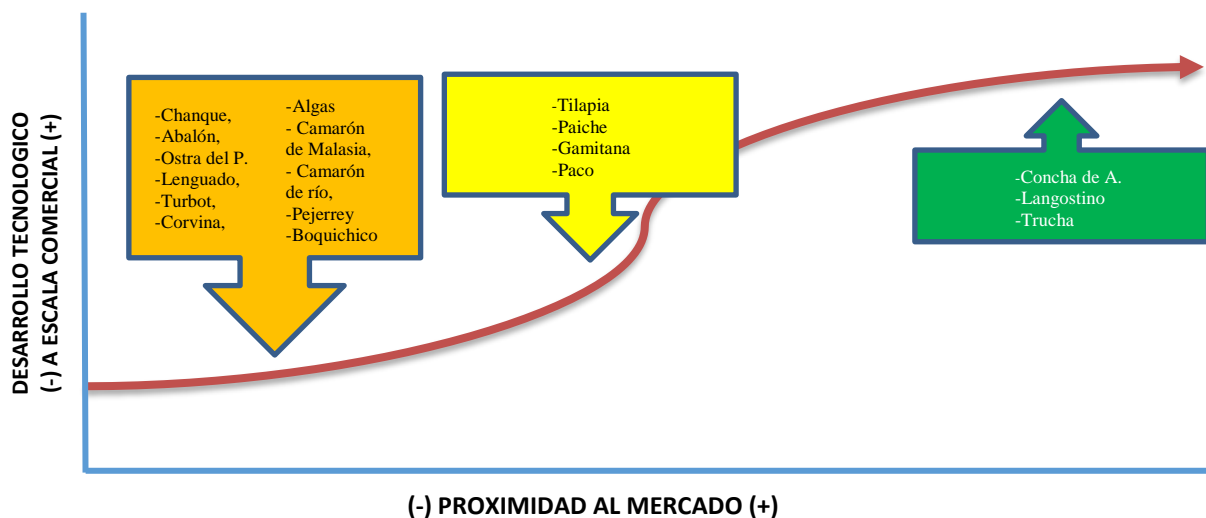 DESARROLLO TECNOLOGICO
(-) A ESCALA COMERCIAL (+)
-Chanque,
-Abalón,
-Ostra del P.
-Lenguado,
-Turbot,
-Corvina,
-Algas
- Camarón
de Malasia,
- Camarón
de río,
-Pejerrey
-Boquichico
-Tilapia
-Paiche
-Gamitana
-Paco
-Concha de A.
-Langostino
-Trucha
(-) PROXIMIDAD AL MERCADO (+)